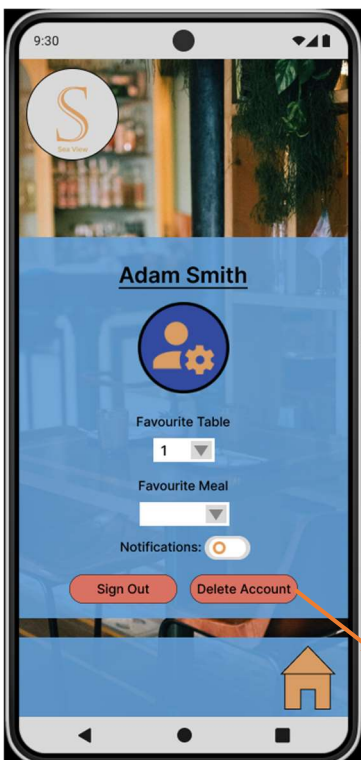 9:30
S
Sea View
Adam Smith
Favourite Table
1
Favourite Meal
Notifications:
Sign Out
Delete Account